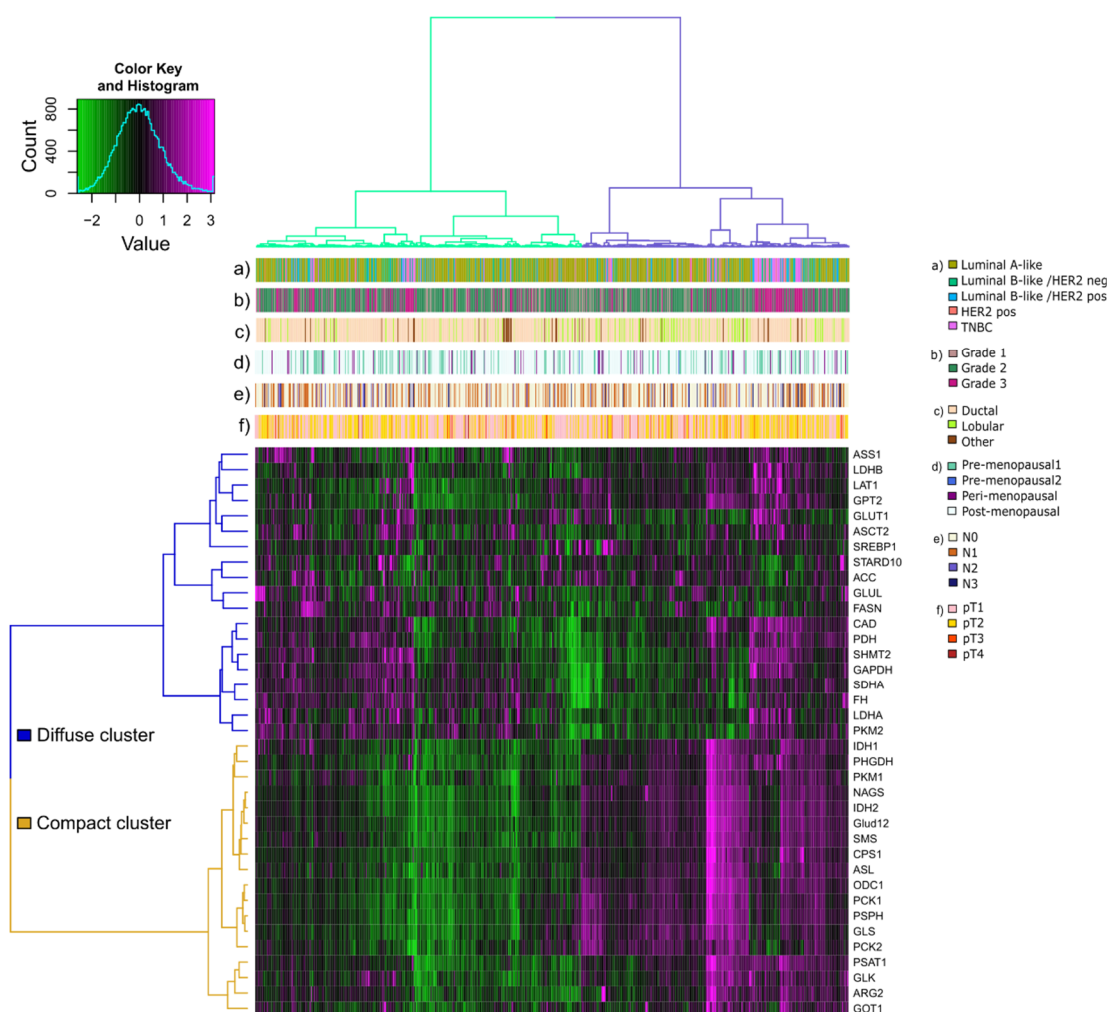 Color Key
and Histogram
Count
0
400
800
−2
0
1
2
3
Value
a)
b)
c)
d)
e)
f)
a) Luminal A-like
Luminal B-like /HER2 neg
Luminal B-like /HER2 pos
HER2 pos
TNBC
b) Grade 1
Grade 2
Grade 3
c) Ductal
Lobular
Other
d) Pre-menopausal1
Pre-menopausal2
Peri-menopausal
Post-menopausal
e) N0
N1
N2
N3
f) pT1
pT2
pT3
pT4
ASS1
LDHB
LAT1
GPT2
GLUT1
ASCT2
SREBP1
STARD10
ACC
GLUL
FASN
CAD
PDH
SHMT2
GAPDH
SDHA
FH
LDHA
PKM2
IDH1
PHGDH
PKM1
NAGS
IDH2
Glud12
SMS
CPS1
ASL
ODC1
PCK1
PSPH
GLS
PCK2
PSAT1
GLK
ARG2
GOT1
Diffuse cluster
Compact cluster